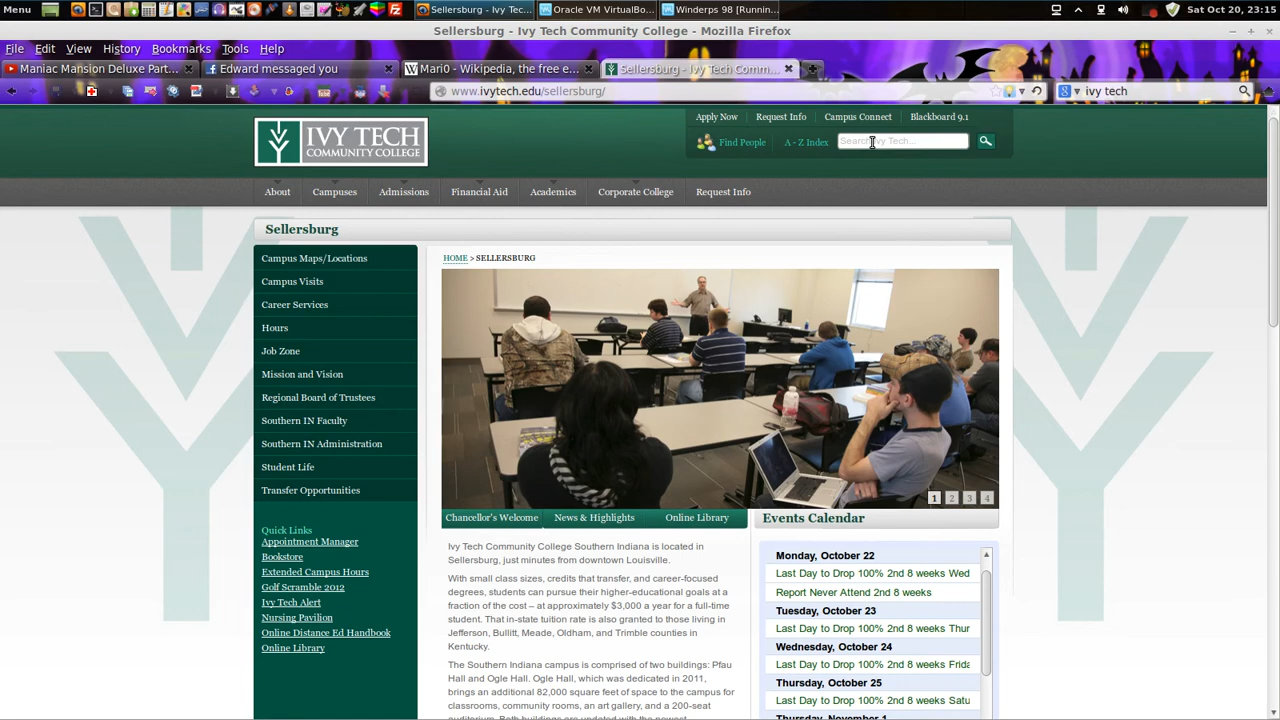 Menu Sellersburg - Ivy Tec... Oracle VM VirtualBo... Winderps 98 [Runnin... Sat Oct 20, 23:15
Sellersburg - Ivy Tech Community College - Mozilla Firefox
File Edit View History Bookmarks Tools Help
Maniac Mansion Deluxe Part... Edward messaged you Mari0 - Wikipedia, the free e... Sellersburg - Ivy Tech Comm...
www.ivytech.edu/sellersburg/ ivy tech
Apply Now Request Info Campus Connect Blackboard 9.1
IVY TECH
COMMUNITY COLLEGE
Find People A - Z Index Search Ivy Tech...
About Campuses Admissions Financial Aid Academics Corporate College Request Info
Sellersburg
Campus Maps/Locations
Campus Visits
Career Services
Hours
Job Zone
Mission and Vision
Regional Board of Trustees
Southern IN Faculty
Southern IN Administration
Student Life
Transfer Opportunities
Quick Links
Appointment Manager
Bookstore
Extended Campus Hours
Golf Scramble 2012
Ivy Tech Alert
Nursing Pavilion
Online Distance Ed Handbook
Online Library
HOME > SELLERSBURG
1 2 3 4
Chancellor's Welcome News & Highlights Online Library
Ivy Tech Community College Southern Indiana is located in
Sellersburg, just minutes from downtown Louisville.
With small class sizes, credits that transfer, and career-focused
degrees, students can pursue their higher-educational goals at a
fraction of the cost – at approximately $3,000 a year for a full-time
student. That in-state tuition rate is also granted to those living in
Jefferson, Bullitt, Meade, Oldham, and Trimble counties in
Kentucky.
The Southern Indiana campus is comprised of two buildings: Pfau
Hall and Ogle Hall. Ogle Hall, which was dedicated in 2011,
brings an additional 82,000 square feet of space to the campus for
classrooms, community rooms, an art gallery, and a 200-seat
auditorium. Both buildings are updated with the newest
Events Calendar
Monday, October 22
Last Day to Drop 100% 2nd 8 weeks Wed
Report Never Attend 2nd 8 weeks
Tuesday, October 23
Last Day to Drop 100% 2nd 8 weeks Thur
Wednesday, October 24
Last Day to Drop 100% 2nd 8 weeks Frida
Thursday, October 25
Last Day to Drop 100% 2nd 8 weeks Satu
Thursday, November 1